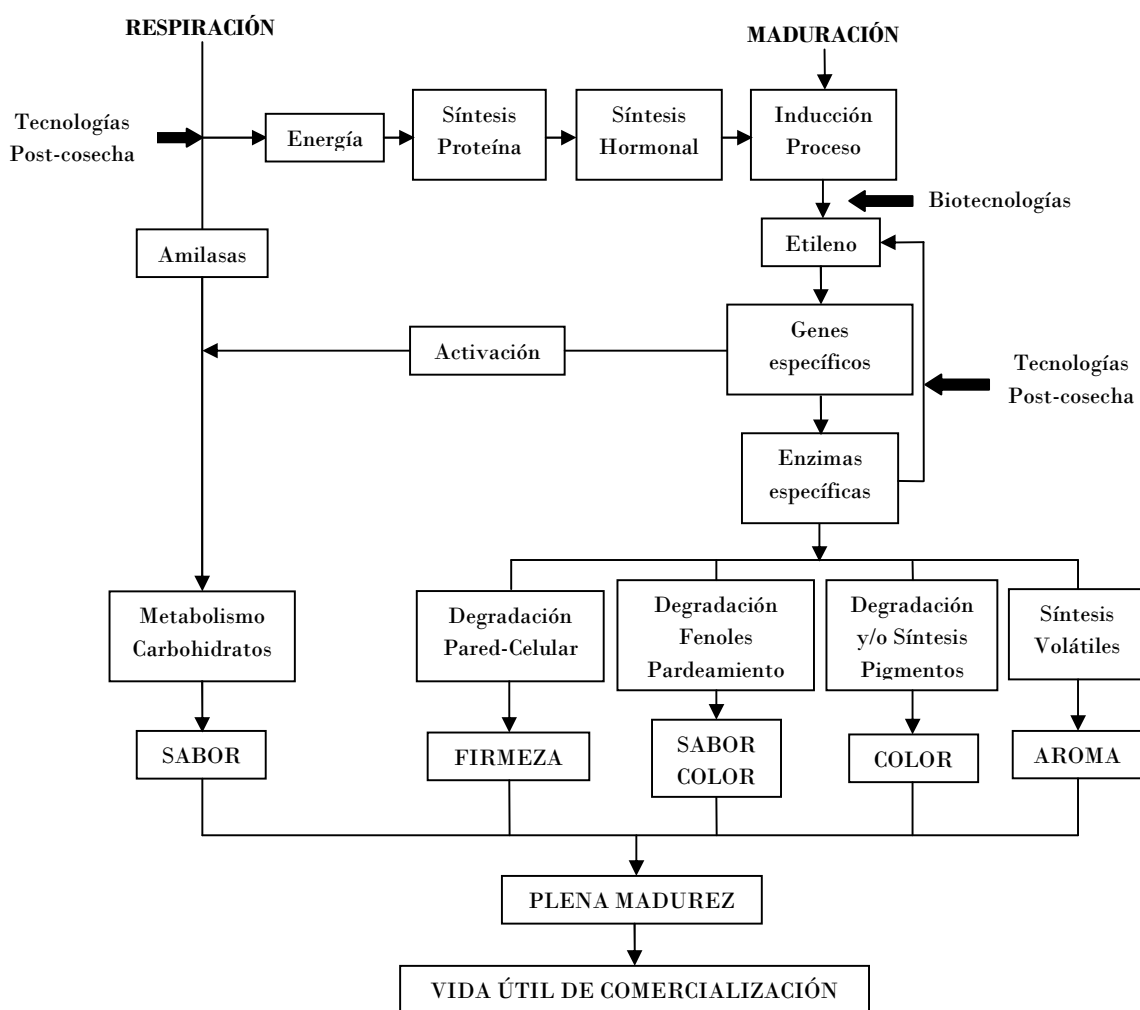 RESPIRACIÓN
MADURACIÓN
Tecnologías
Post-cosecha
Energía
Síntesis
Proteína
Síntesis
Hormonal
Inducción
Proceso
Biotecnologías
Amilasas
Etileno
Activación
Genes
específicos
Tecnologías
Post-cosecha
Enzimas
específicas
Metabolismo
Carbohidratos
Degradación
Pared-Celular
Degradación
Fenoles
Pardeamiento
Degradación
y/o Síntesis
Pigmentos
Síntesis
Volátiles
SABOR
FIRMEZA
SABOR
COLOR
COLOR
AROMA
PLENA MADUREZ
VIDA ÚTIL DE COMERCIALIZACIÓN